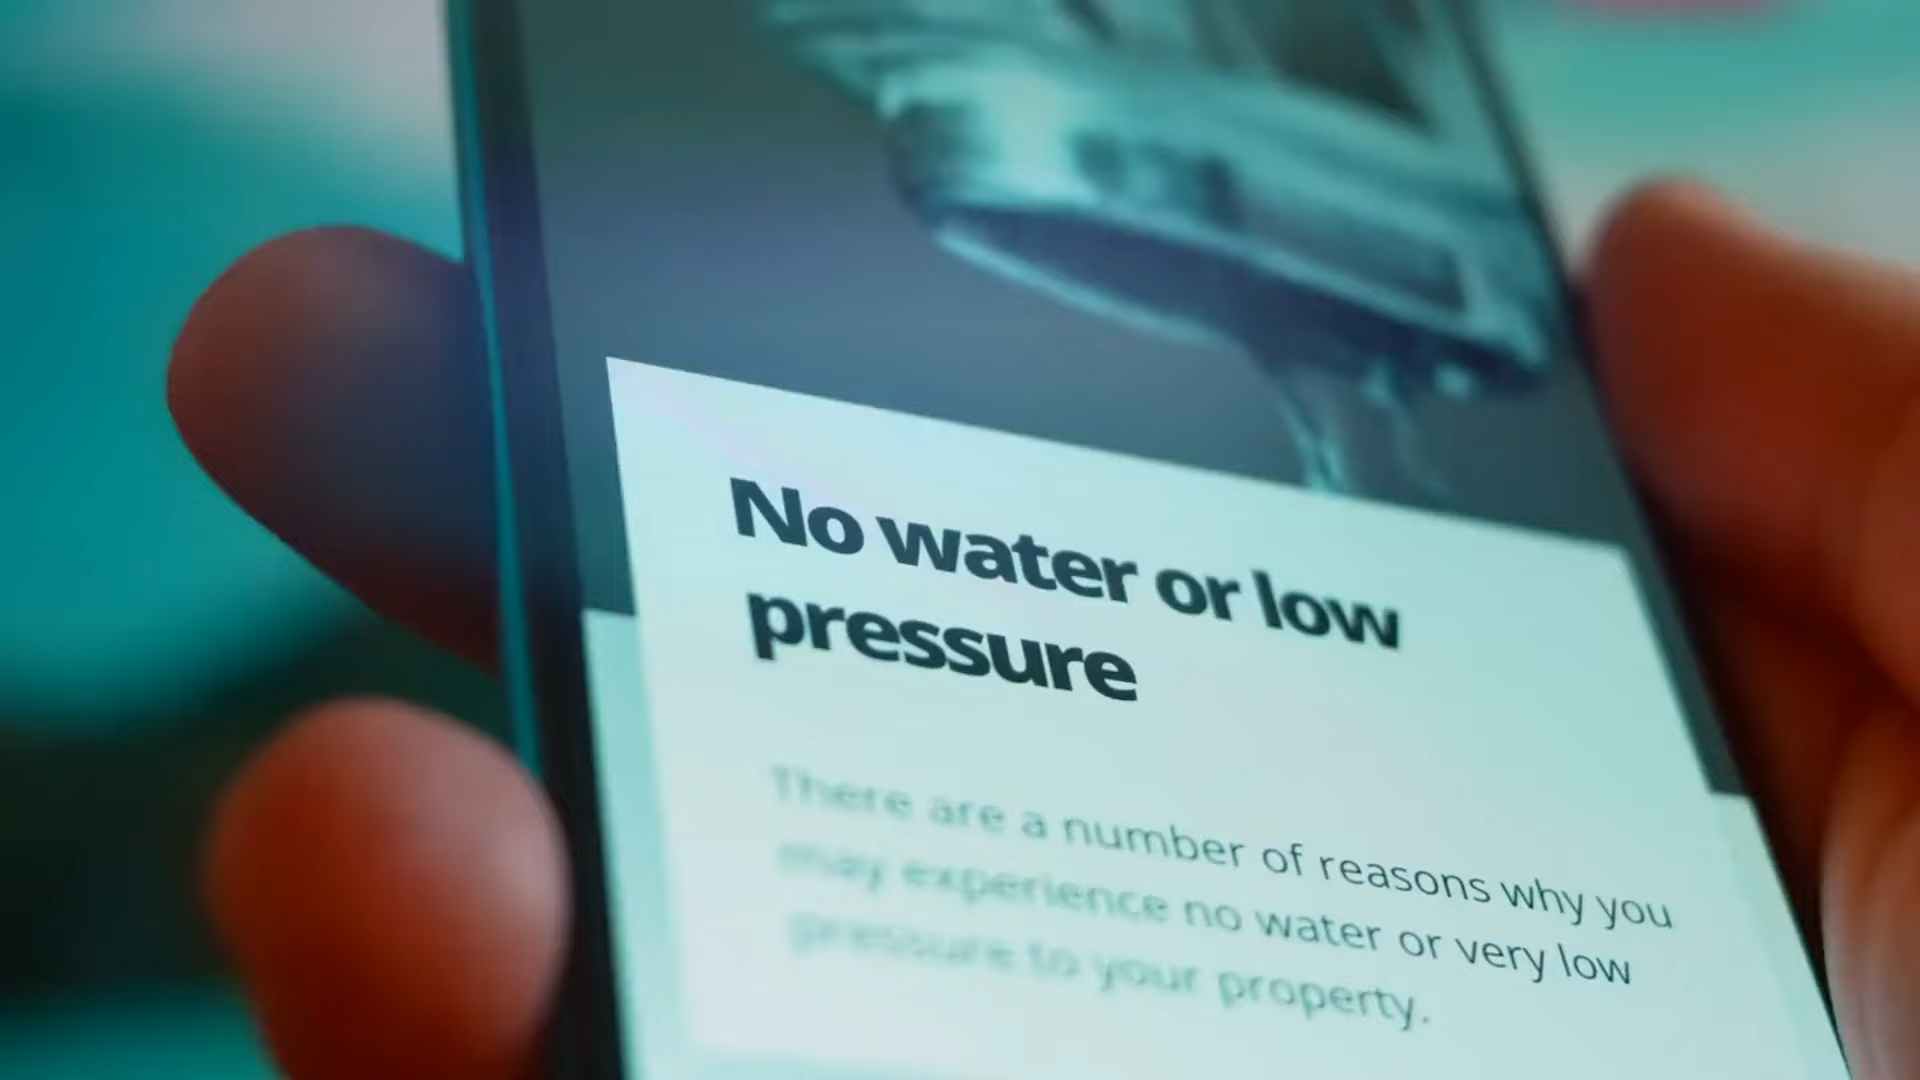 No water or low
pressure
There are a number of reasons why you
may experience no water or very low
pressure to your property.